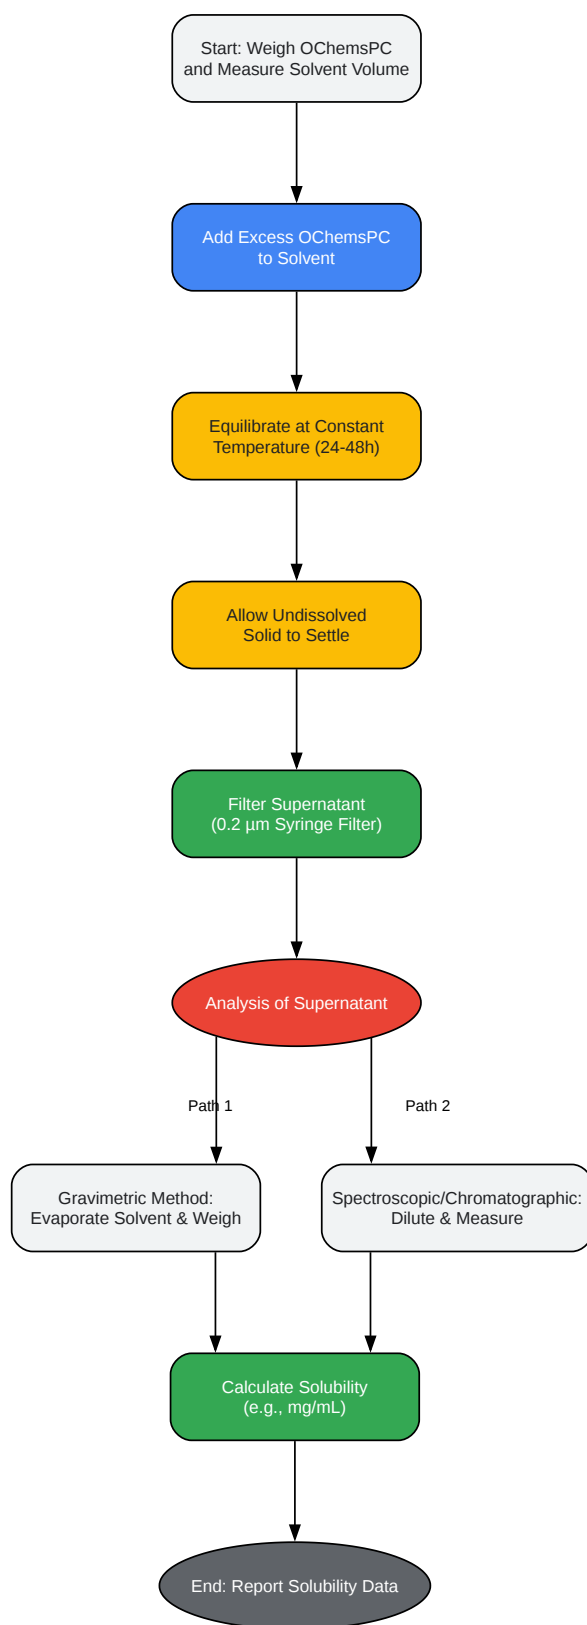 Start: Weigh OChemsPC
and Measure Solvent Volume
Add Excess OChemsPC
to Solvent
Equilibrate at Constant
Temperature (24-48h)
Allow Undissolved
Solid to Settle
Filter Supernatant
(0.2 µm Syringe Filter)
Analysis of Supernatant
Path 1
Path 2
Gravimetric Method:
Evaporate Solvent & Weigh
Spectroscopic/Chromatographic:
Dilute & Measure
Calculate Solubility
(e.g., mg/mL)
End: Report Solubility Data